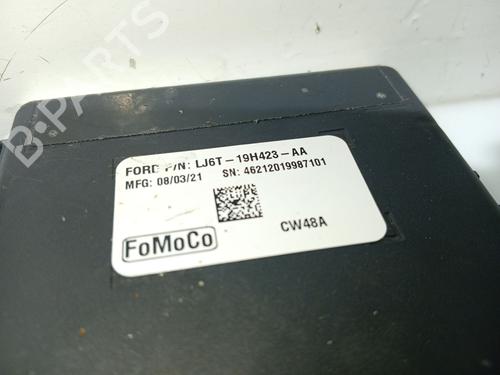 B-PARTS
FORD P/N: LJ6T-19H423-AA
MFG: 08/03/21 SN: 46212019987101
FoMoCo
CW48A